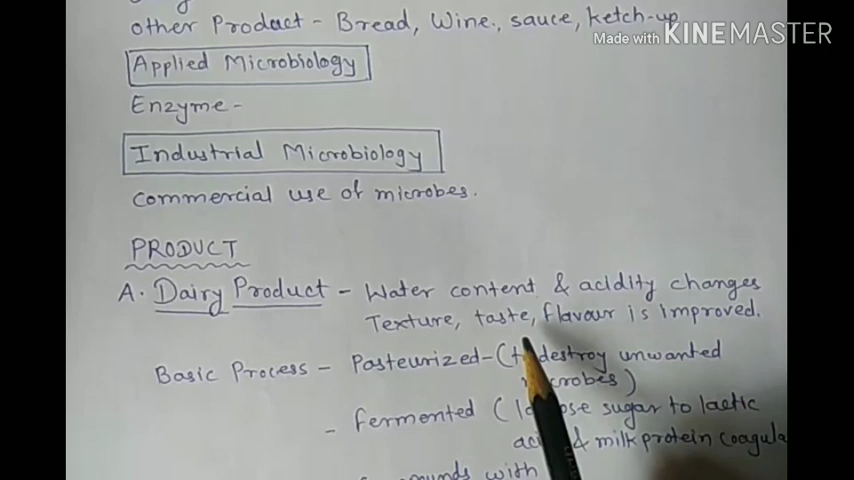 other Product - Bread, Wine, sauce, ketch-up
Made with KINEMASTER
Applied Microbiology
Enzyme -
Industrial Microbiology
commercial use of microbes.
PRODUCT
A. Dairy Product - Water content & acidity changes
Texture, taste, flavour is improved.
Basic Process - Pasteurized - ( destroy unwanted
microbes)
- fermented ( sugar to lactic
& milk protein
with